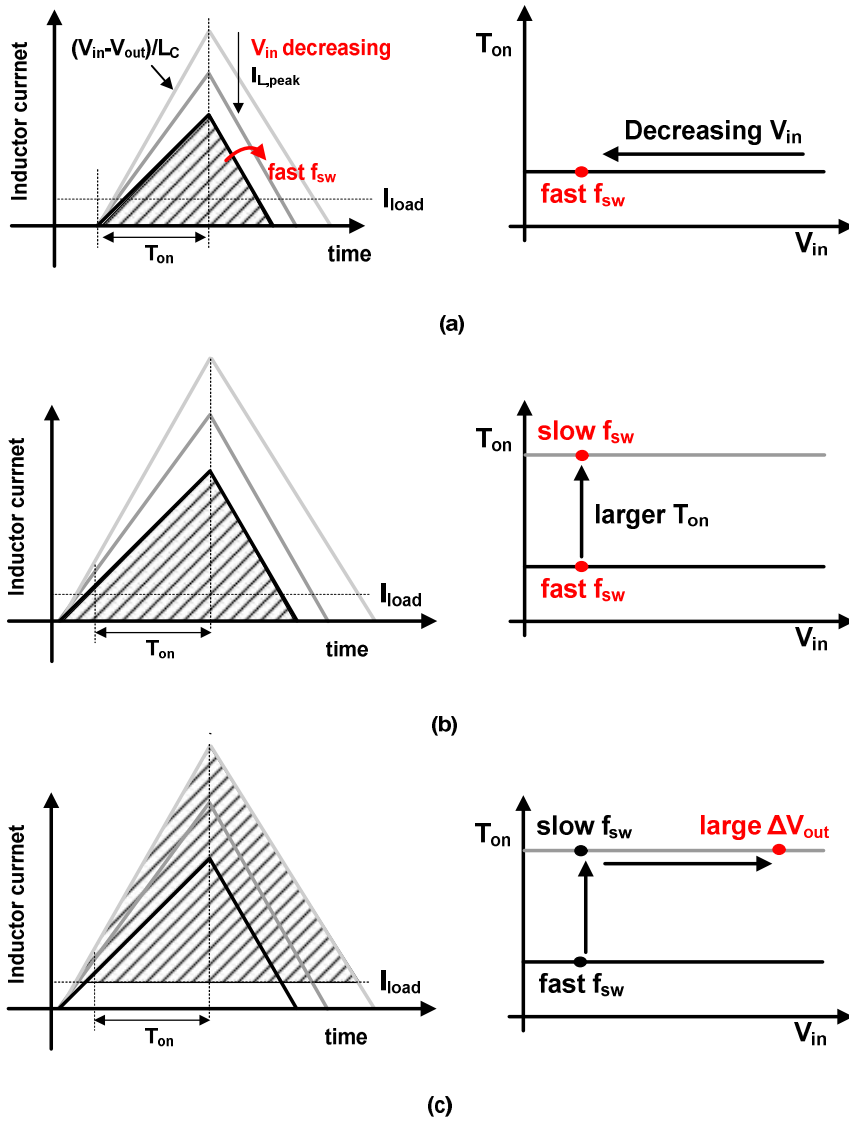 (Vin-Vout)/LC
Vin decreasing
IL,peak
Inductor currnet
fast fsw
Iload
Ton
time
Ton
Decreasing Vin
fast fsw
Vin
(a)
Inductor currnet
Iload
Ton
time
Ton
slow fsw
larger Ton
fast fsw
Vin
(b)
Inductor currnet
Iload
Ton
time
Ton
slow fsw
large ΔVout
fast fsw
Vin
(c)